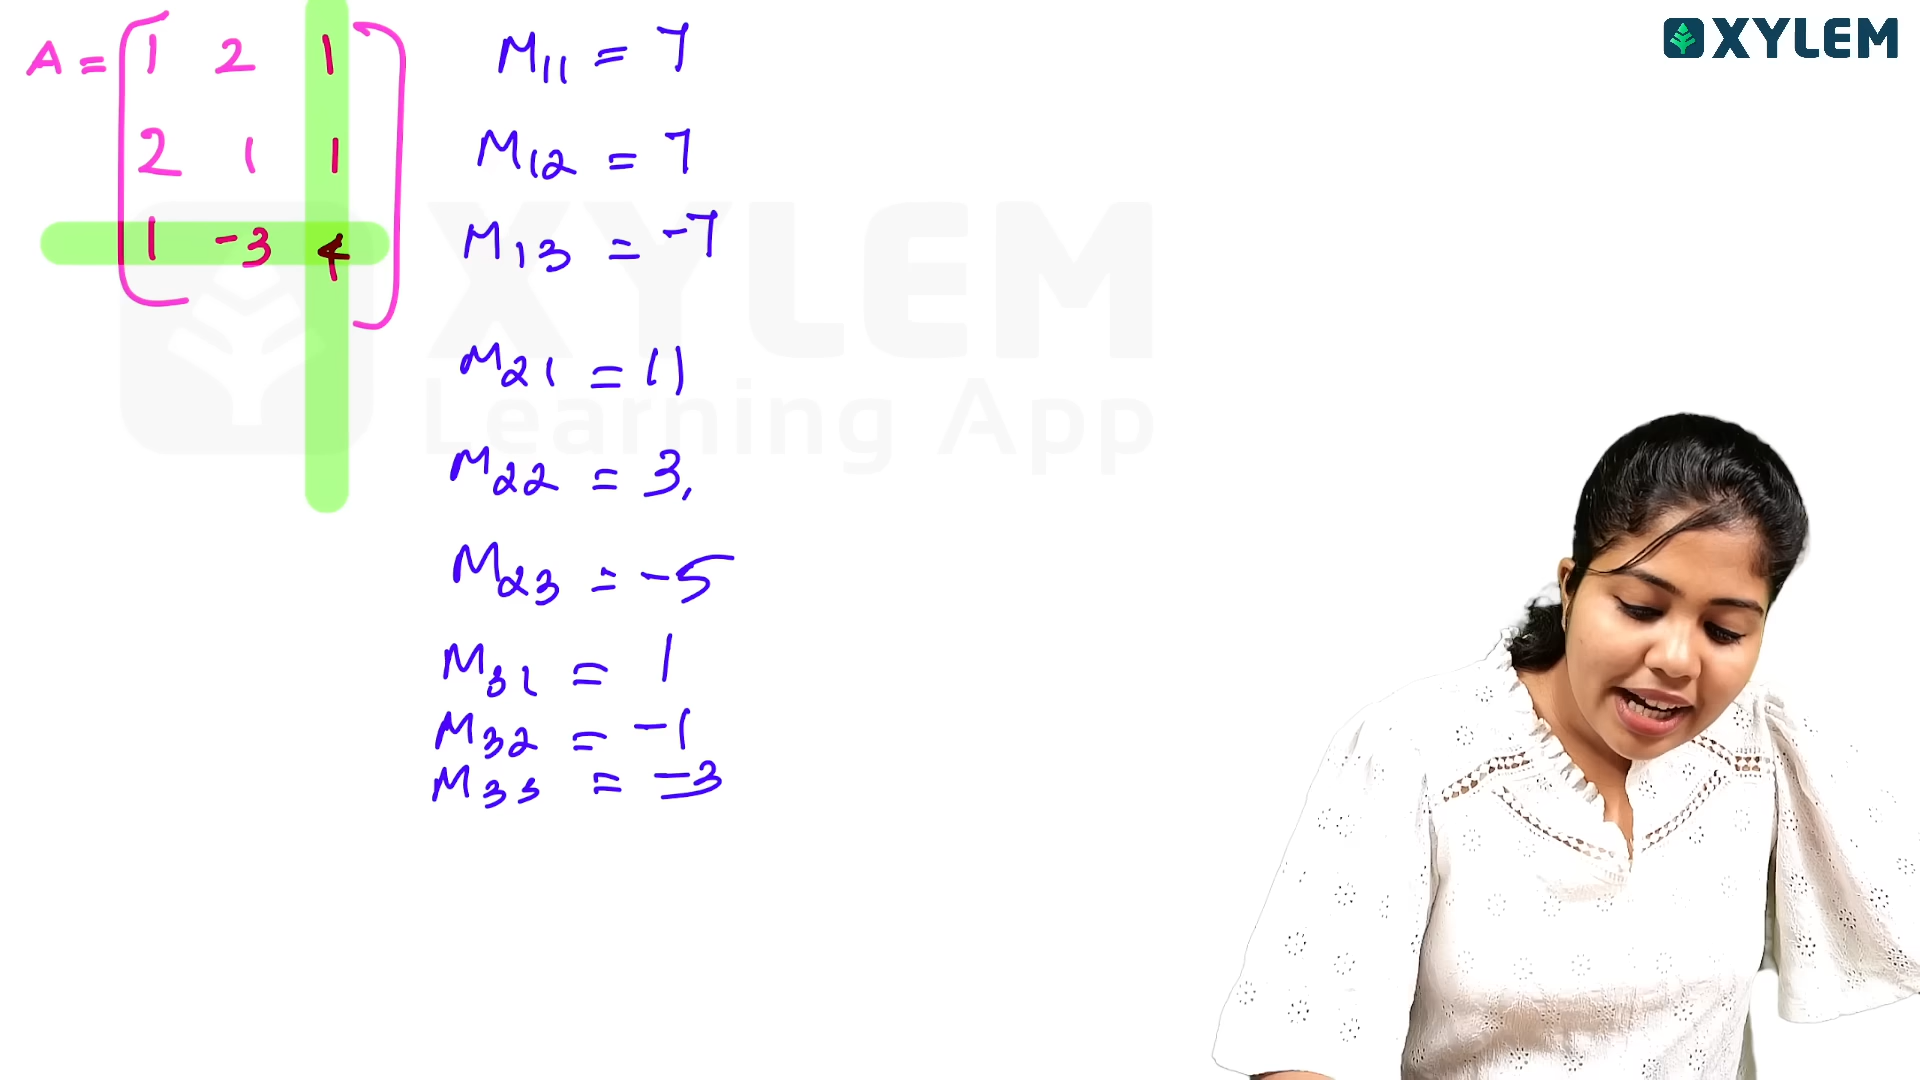 A = [1 2 1
2 1 1
1 -3 4]
M11 = 7
M12 = 7
M13 = -7
M21 = 11
M22 = 3,
M23 = -5
M31 = 1
M32 = -1
M33 = -3
XYLEM
XYLEM
Learning App